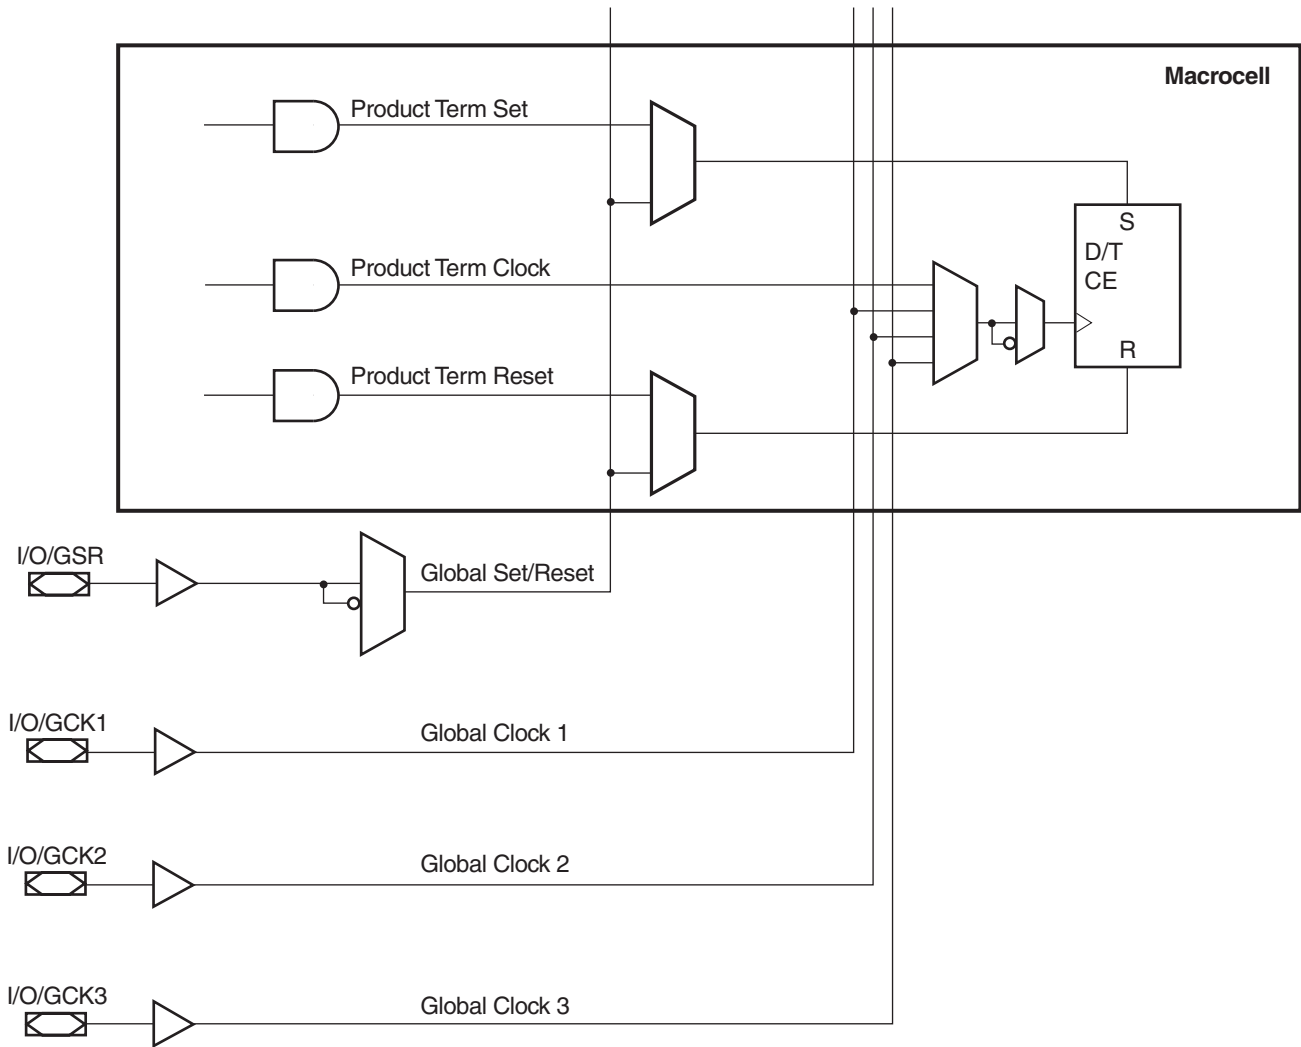 Macrocell
Product Term Set
S
D/T
Product Term Clock
CE
R
Product Term Reset
I/O/GSR
Global Set/Reset
I/O/GCK1
Global Clock 1
I/O/GCK2
Global Clock 2
I/O/GCK3
Global Clock 3